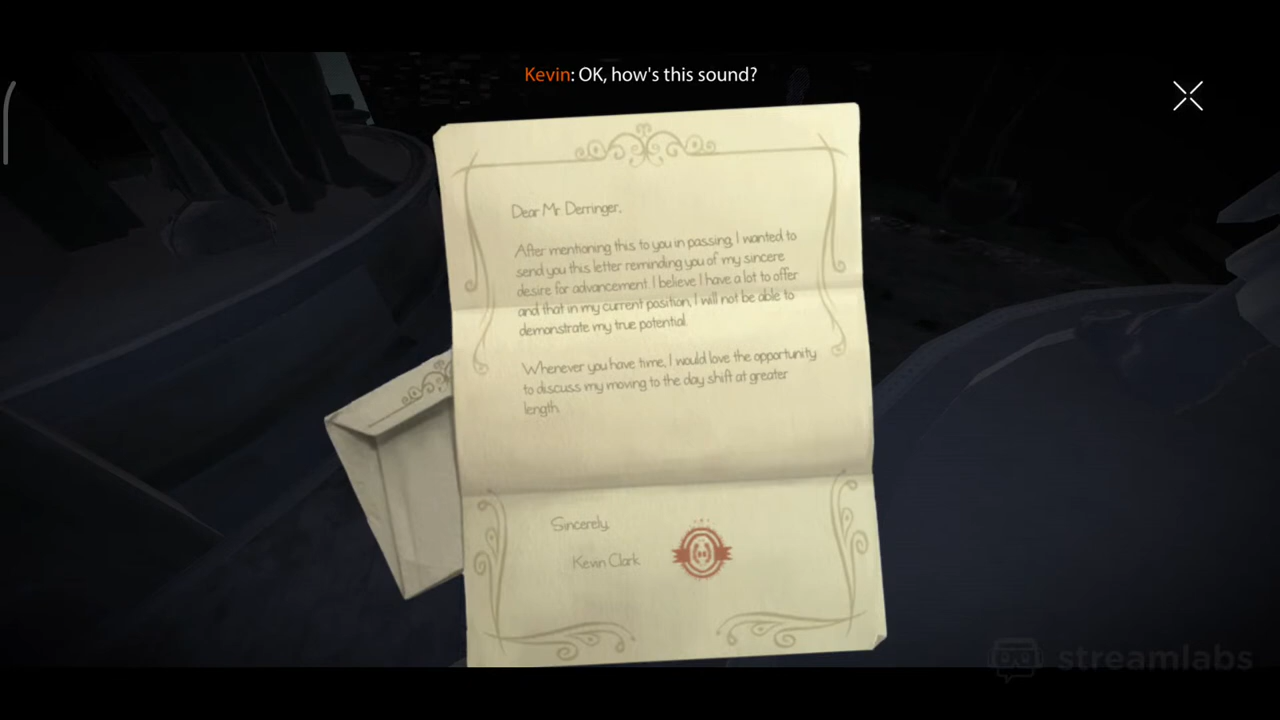 Kevin: OK, how's this sound?
Dear Mr. Derringer,
After mentioning this to you in passing, I wanted to
send you this letter reminding you of my sincere
desire for advancement. I believe I have a lot to offer
and that in my current position, I will not be able to
demonstrate my true potential.
Whenever you have time, I would love the opportunity
to discuss my moving to the day shift at greater
length.
Sincerely,
Kevin Clark
streamlabs